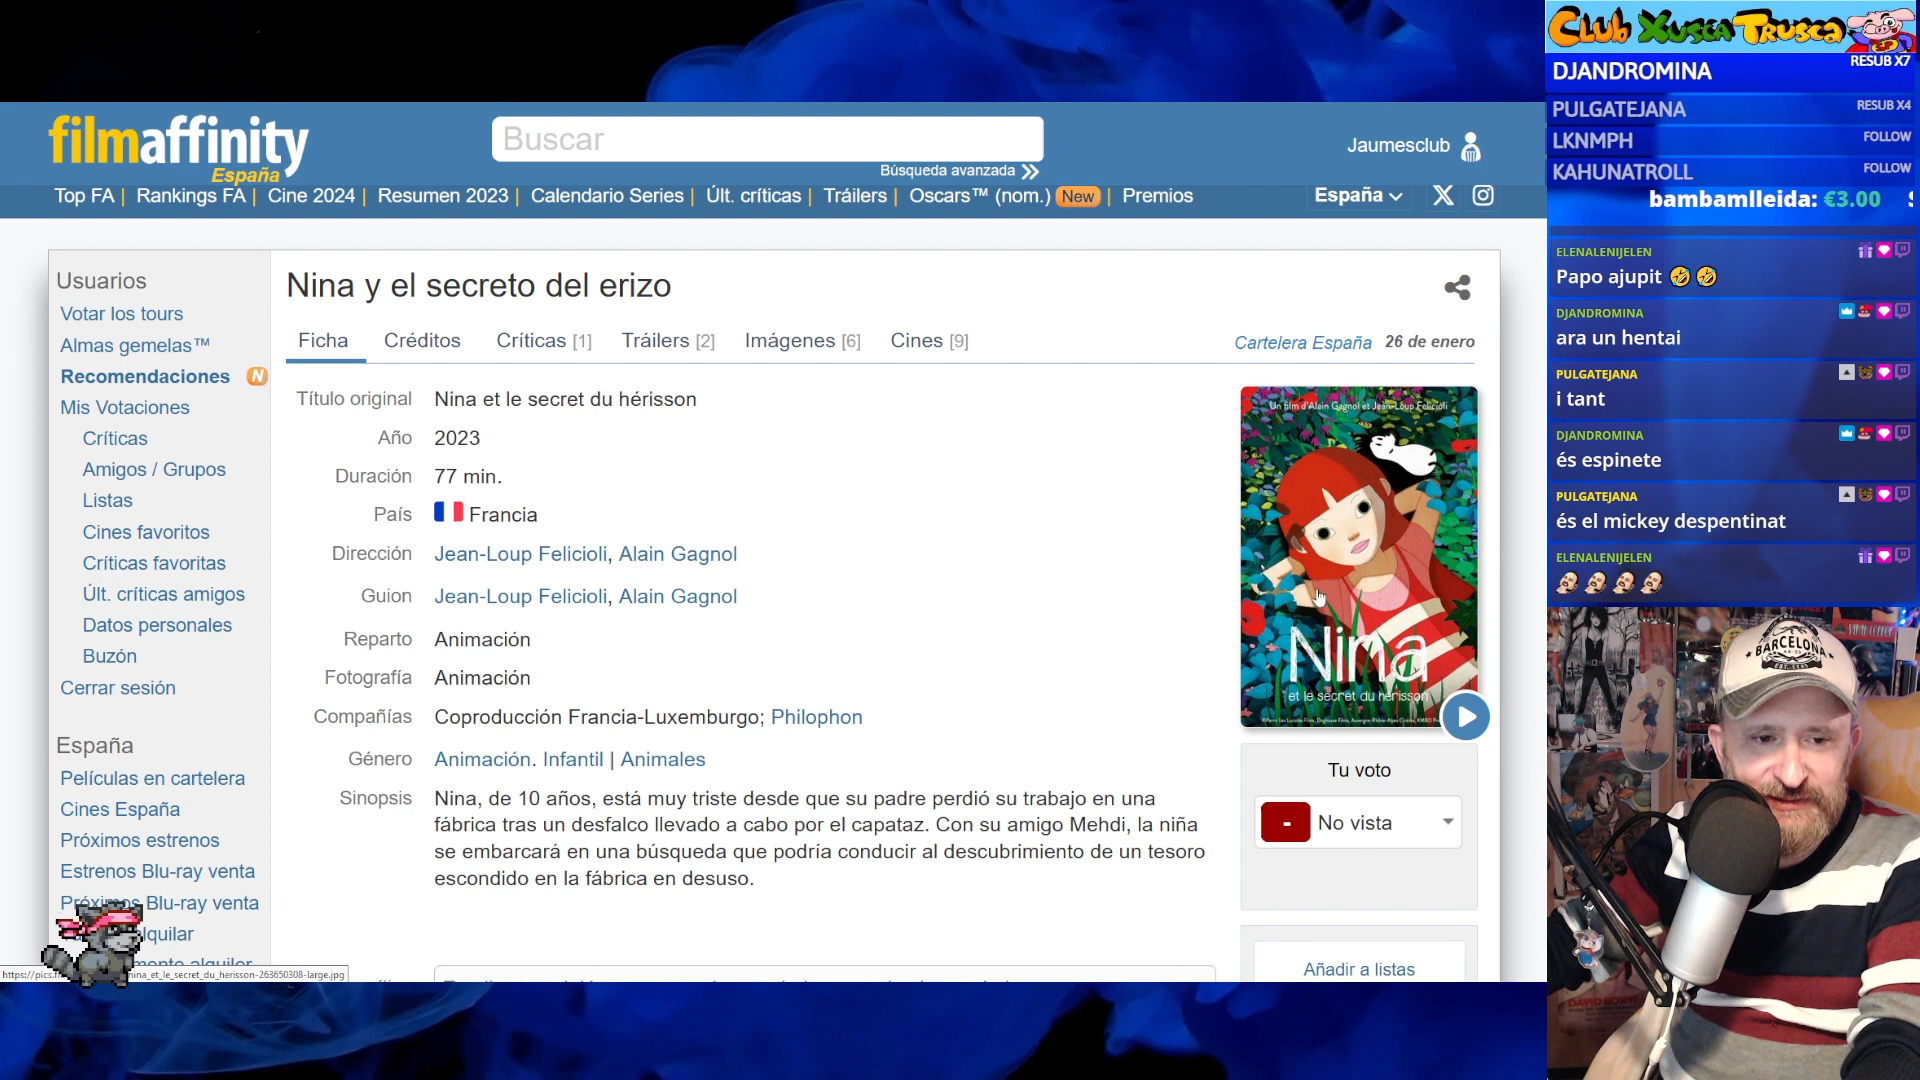 Club Xusca Trusca
RESUB X7
DJANDROMINA
PULGATEJANA RESUB X4
LKNMPH FOLLOW
KAHUNATROLL FOLLOW
bambamlleida: €3.00
ELENALENIJELEN
Papo ajupit
DJANDROMINA
ara un hentai
PULGATEJANA
i tant
DJANDROMINA
és espinete
PULGATEJANA
és el mickey despentinat
ELENALENIJELEN
BARCELONA
filmaffinity
España
Buscar
Búsqueda avanzada
Jaumesclub
Top FA | Rankings FA | Cine 2024 | Resumen 2023 | Calendario Series | Últ. críticas | Tráilers | Oscars™ (nom.) New | Premios
España
Usuarios
Votar los tours
Almas gemelas™
Recomendaciones N
Mis Votaciones
Críticas
Amigos / Grupos
Listas
Cines favoritos
Críticas favoritas
Últ. críticas amigos
Datos personales
Buzón
Cerrar sesión
España
Películas en cartelera
Cines España
Próximos estrenos
Estrenos Blu-ray venta
Próximos Blu-ray venta
Nina y el secreto del erizo
Ficha Créditos Críticas [1] Tráilers [2] Imágenes [6] Cines [9]
Cartelera España 26 de enero
Título original Nina et le secret du hérisson
Año 2023
Duración 77 min.
País Francia
Dirección Jean-Loup Felicioli, Alain Gagnol
Guion Jean-Loup Felicioli, Alain Gagnol
Reparto Animación
Fotografía Animación
Compañías Coproducción Francia-Luxemburgo; Philophon
Género Animación. Infantil | Animales
Sinopsis Nina, de 10 años, está muy triste desde que su padre perdió su trabajo en una
fábrica tras un desfalco llevado a cabo por el capataz. Con su amigo Mehdi, la niña
se embarcará en una búsqueda que podría conducir al descubrimiento de un tesoro
escondido en la fábrica en desuso.
Un film d'Alain Gagnol et Jean-Loup Felicioli
Nina
et le secret du hérisson
Tu voto
- No vista
Añadir a listas
nina_et_le_secret_du_herisson-263650308-large.jpg